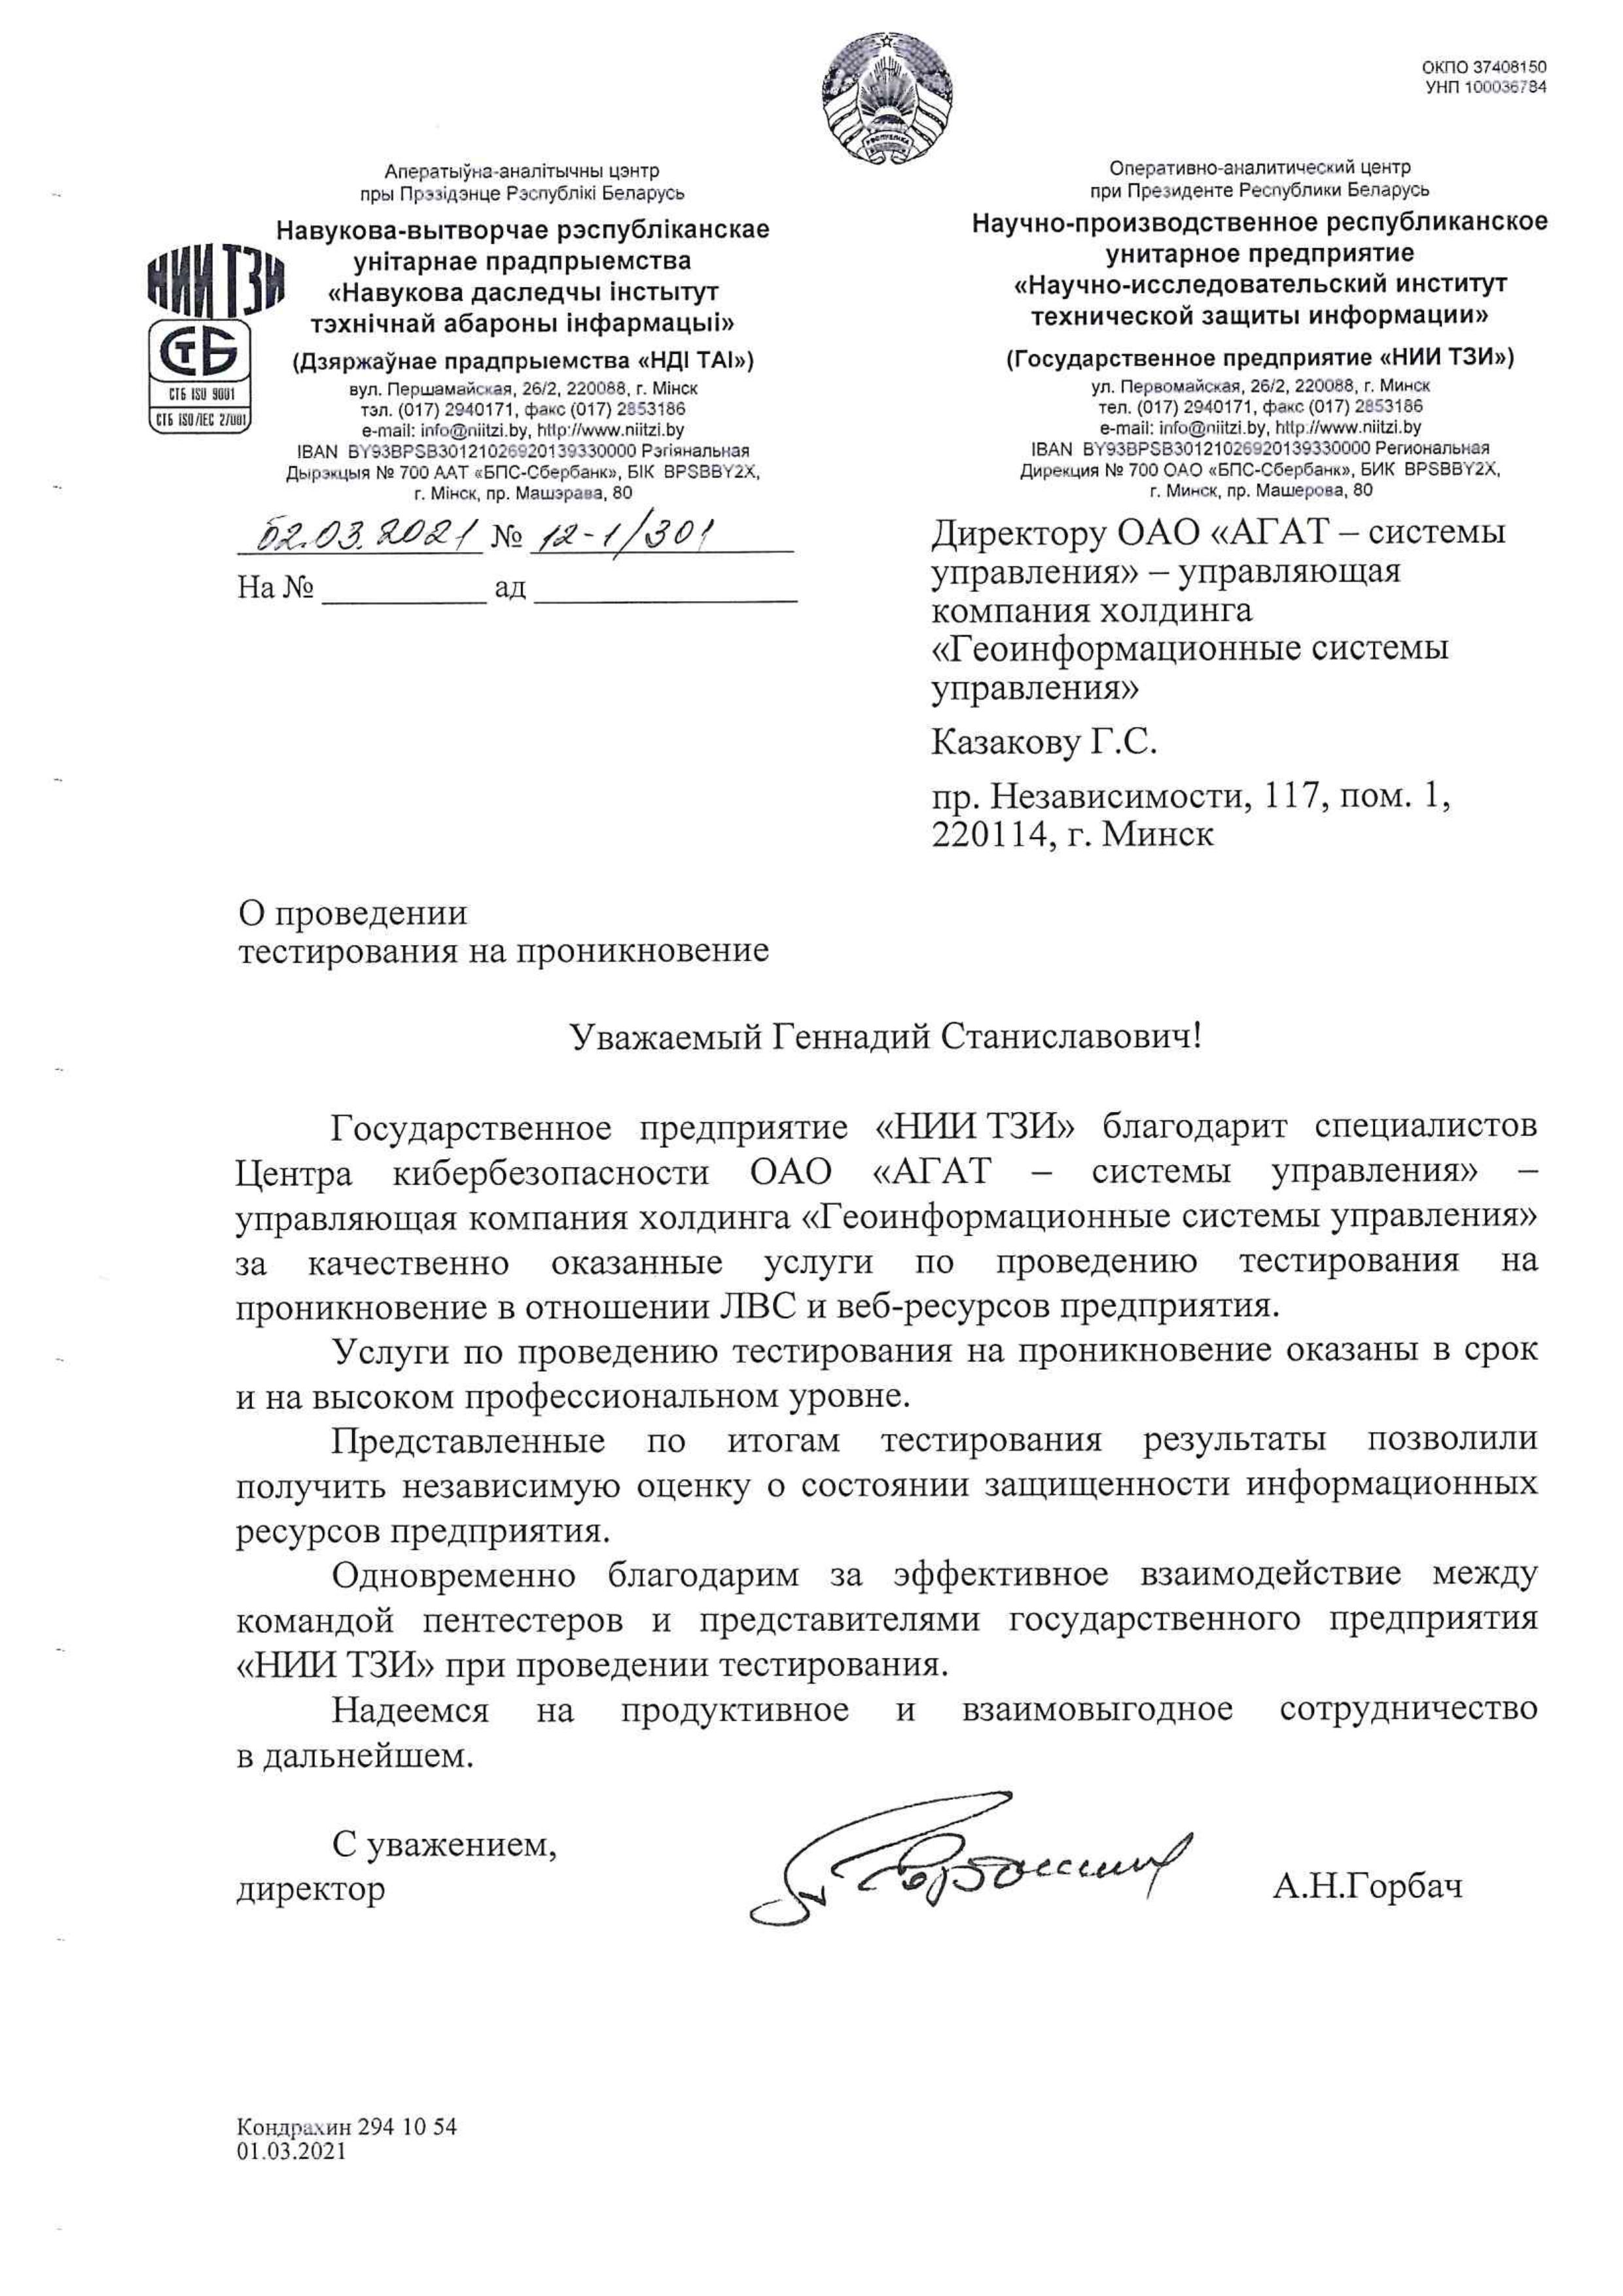 ОКПО 37408150
УНП 100036784
Аператыўна-аналітычны цэнтр
пры Прэзідэнце Рэспублікі Беларусь
Навукова-вытворчае рэспубліканскае
унітарнае прадпрыемства
«Навукова даследчы інстытут
тэхнічнай абароны інфармацыі»
(Дзяржаўнае прадпрыемства «НДІ ТАІ»)
вул. Першамайская, 26/2, 220088, г. Мінск
тэл. (017) 2940171, факс (017) 2853186
e-mail: info@niitzi.by, http://www.niitzi.by
IBAN BY93BPSB30121026920139330000 Рэгіянальная
Дырэкцыя № 700 ААТ «БПС-Сбербанк», БІК BPSBBY2X,
г. Мінск, пр. Машэрава, 80
НИИ ТЗИ
СТБ
СТБ ISO 9001
СТБ ISO/IEC 27001
Оперативно-аналитический центр
при Президенте Республики Беларусь
Научно-производственное республиканское
унитарное предприятие
«Научно-исследовательский институт
технической защиты информации»
(Государственное предприятие «НИИ ТЗИ»)
ул. Первомайская, 26/2, 220088, г. Минск
тел. (017) 2940171, факс (017) 2853186
e-mail: info@niitzi.by, http://www.niitzi.by
IBAN BY93BPSB30121026920139330000 Региональная
Дирекция № 700 ОАО «БПС-Сбербанк», БИК BPSBBY2X,
г. Минск, пр. Машерова, 80
02.03.2021 № 12-1/301
На № ад
Директору ОАО «АГАТ – системы
управления» – управляющая
компания холдинга
«Геоинформационные системы
управления»
Казакову Г.С.
пр. Независимости, 117, пом. 1,
220114, г. Минск
О проведении
тестирования на проникновение
Уважаемый Геннадий Станиславович!
Государственное предприятие «НИИ ТЗИ» благодарит специалистов
Центра кибербезопасности ОАО «АГАТ – системы управления» –
управляющая компания холдинга «Геоинформационные системы управления»
за качественно оказанные услуги по проведению тестирования на
проникновение в отношении ЛВС и веб-ресурсов предприятия.
Услуги по проведению тестирования на проникновение оказаны в срок
и на высоком профессиональном уровне.
Представленные по итогам тестирования результаты позволили
получить независимую оценку о состоянии защищенности информационных
ресурсов предприятия.
Одновременно благодарим за эффективное взаимодействие между
командой пентестеров и представителями государственного предприятия
«НИИ ТЗИ» при проведении тестирования.
Надеемся на продуктивное и взаимовыгодное сотрудничество
в дальнейшем.
С уважением,
директор
А.Н.Горбач
Кондрахин 294 10 54
01.03.2021